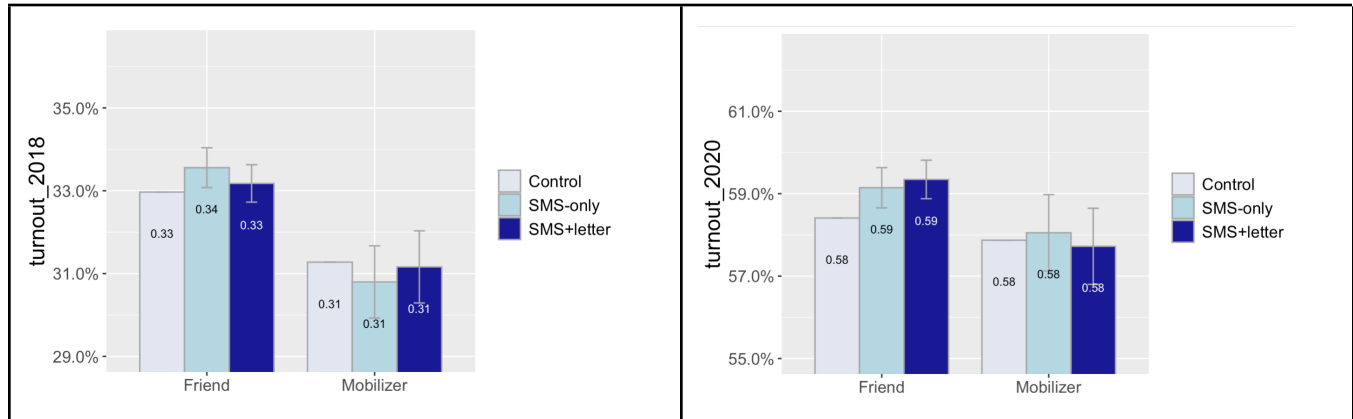 turnout_2018
35.0%
33.0%
31.0%
29.0%
0.33
0.34
0.33
0.31
0.31
0.31
Friend
Mobilizer
Control
SMS-only
SMS+letter
turnout_2020
61.0%
59.0%
57.0%
55.0%
0.58
0.59
0.59
0.58
0.58
0.58
Friend
Mobilizer
Control
SMS-only
SMS+letter